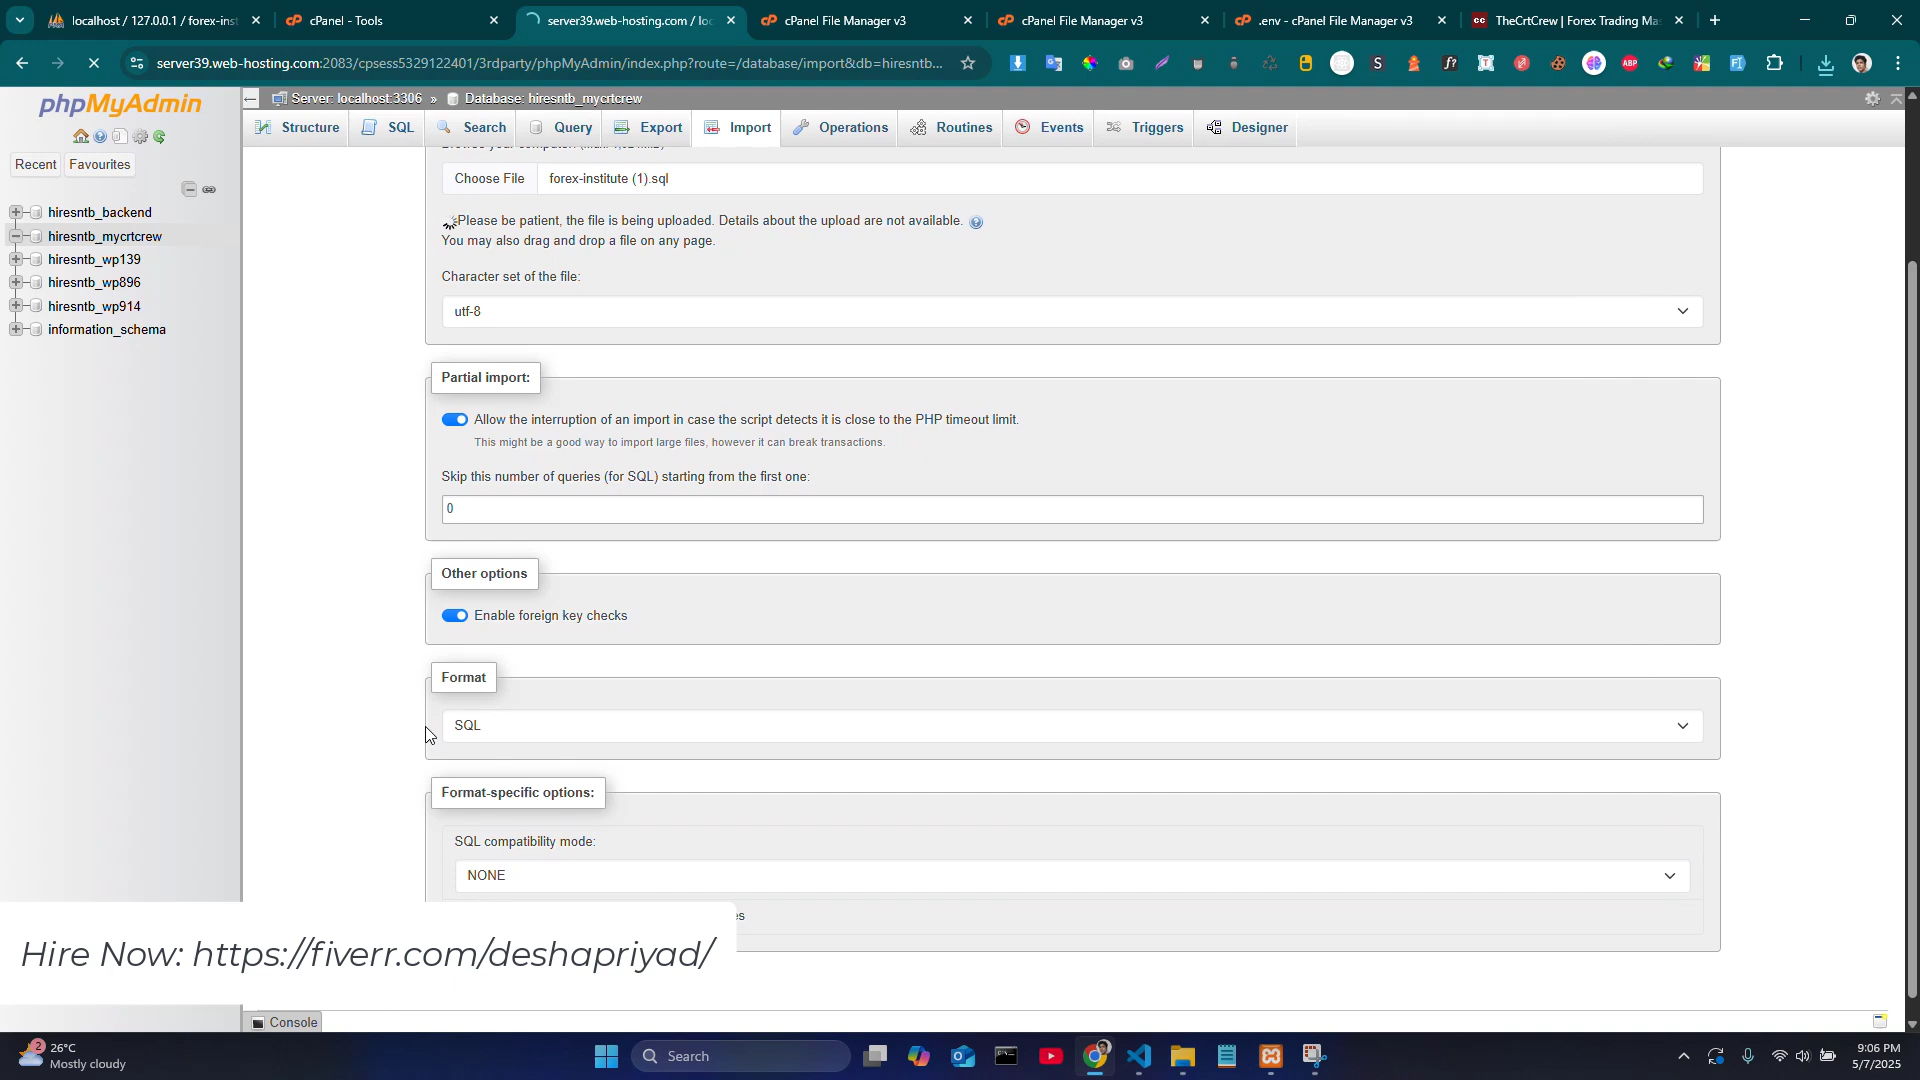 localhost / 127.0.0.1 / forex-inst
cPanel - Tools
server39.web-hosting.com / loc
cPanel File Manager v3
cPanel File Manager v3
.env - cPanel File Manager v3
TheCrtCrew | Forex Trading Ma
server39.web-hosting.com:2083/cpsess5329122401/3rdparty/phpMyAdmin/index.php?route=/database/import&db=hiresntb...
phpMyAdmin
Recent
Favourites
hiresntb_backend
hiresntb_mycrtcrew
hiresntb_wp139
hiresntb_wp896
hiresntb_wp914
information_schema
Server: localhost:3306 » Database: hiresntb_mycrtcrew
Structure
SQL
Search
Query
Export
Import
Operations
Routines
Events
Triggers
Designer
Choose File
forex-institute (1).sql
Please be patient, the file is being uploaded. Details about the upload are not available.
You may also drag and drop a file on any page.
Character set of the file:
utf-8
Partial import:
Allow the interruption of an import in case the script detects it is close to the PHP timeout limit.
This might be a good way to import large files, however it can break transactions.
Skip this number of queries (for SQL) starting from the first one:
0
Other options
Enable foreign key checks
Format
SQL
Format-specific options:
SQL compatibility mode:
NONE
es
Hire Now: https://fiverr.com/deshapriyad/
Console
26°C
Mostly cloudy
Search
9:06 PM
5/7/2025